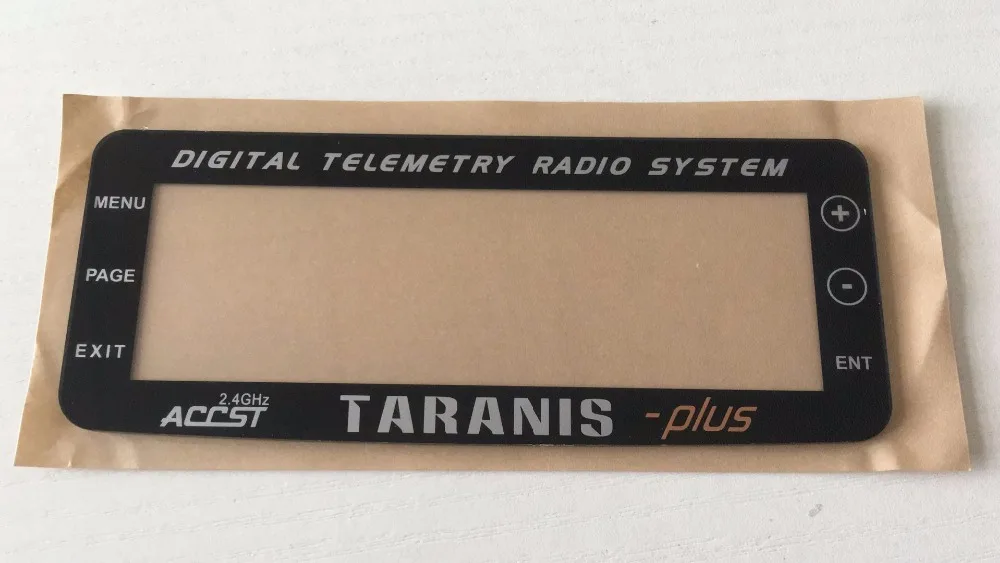 DIGITAL TELEMETRY RADIO SYSTEM
MENU
+
PAGE
-
EXIT
ENT
2.4GHz
ACCST
TARANIS -plus